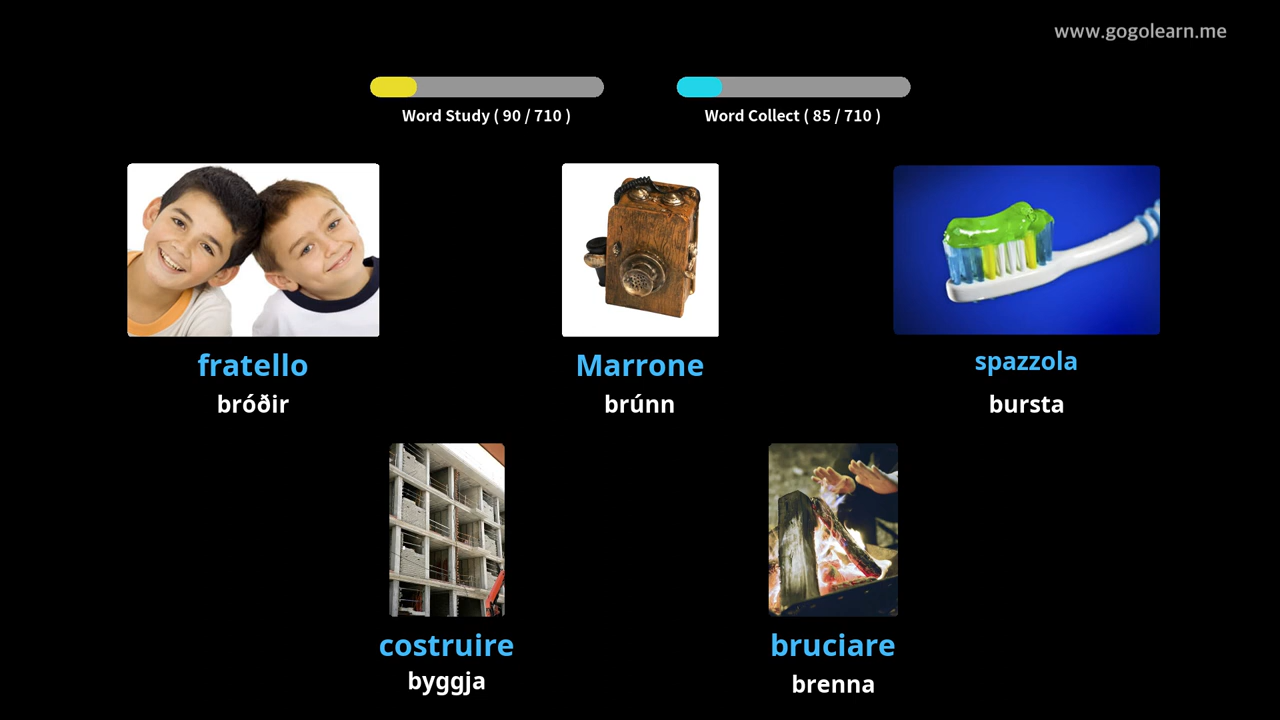 www.gogolearn.me
Word Study ( 90 / 710 )
Word Collect ( 85 / 710 )
fratello
bróðir
Marrone
brúnn
spazzola
bursta
costruire
byggja
bruciare
brenna